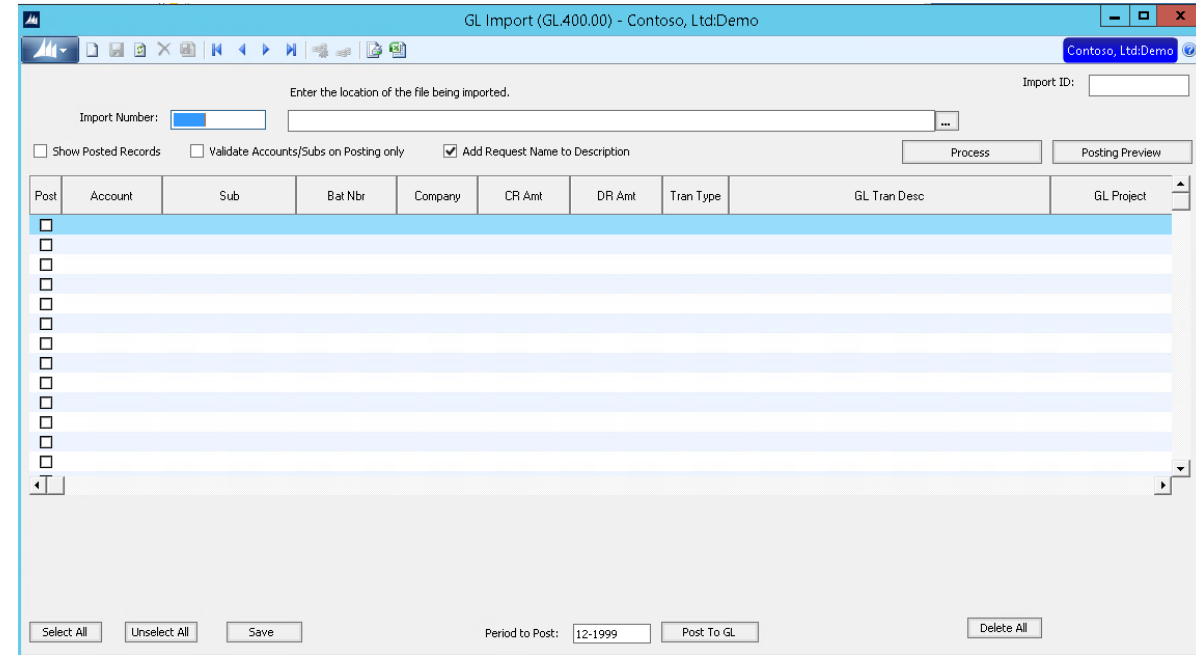 GL Import (GL.400.00) - Contoso, Ltd:Demo
Contoso, Ltd:Demo
Import ID:
Enter the location of the file being imported.
Import Number:
...
Show Posted Records Validate Accounts/Subs on Posting only Add Request Name to Description Process Posting Preview
Post Account Sub Bat Nbr Company CR Amt DR Amt Tran Type GL Tran Desc GL Project
Select All Unselect All Save Period to Post: 12-1999 Post To GL Delete All